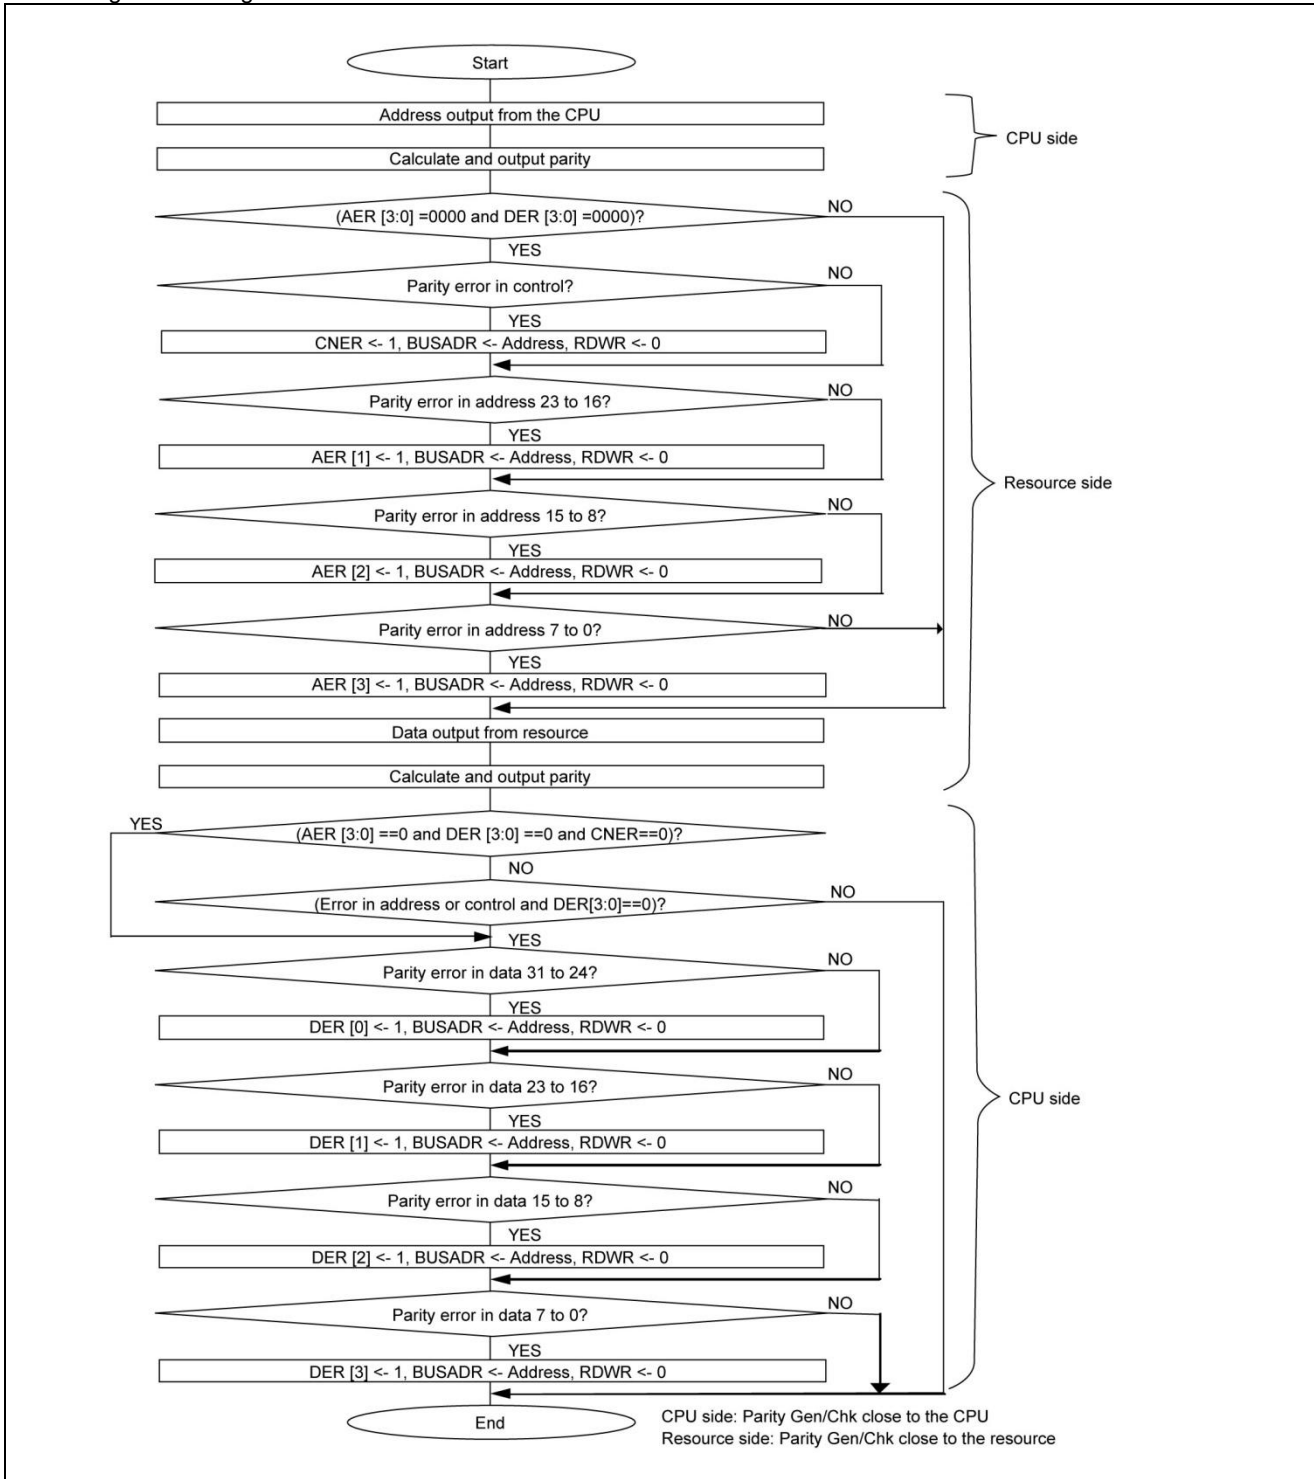 Start
Address output from the CPU
CPU side
Calculate and output parity
(AER [3:0] =0000 and DER [3:0] =0000)?
NO
YES
Parity error in control?
NO
YES
CNER <- 1, BUSADR <- Address, RDWR <- 0
Parity error in address 23 to 16?
NO
YES
AER [1] <- 1, BUSADR <- Address, RDWR <- 0
Resource side
Parity error in address 15 to 8?
NO
YES
AER [2] <- 1, BUSADR <- Address, RDWR <- 0
Parity error in address 7 to 0?
NO
YES
AER [3] <- 1, BUSADR <- Address, RDWR <- 0
Data output from resource
Calculate and output parity
YES
(AER [3:0] ==0 and DER [3:0] ==0 and CNER==0)?
NO
(Error in address or control and DER[3:0]==0)?
NO
YES
Parity error in data 31 to 24?
NO
YES
DER [0] <- 1, BUSADR <- Address, RDWR <- 0
Parity error in data 23 to 16?
NO
CPU side
YES
DER [1] <- 1, BUSADR <- Address, RDWR <- 0
Parity error in data 15 to 8?
NO
YES
DER [2] <- 1, BUSADR <- Address, RDWR <- 0
Parity error in data 7 to 0?
NO
YES
DER [3] <- 1, BUSADR <- Address, RDWR <- 0
End
CPU side: Parity Gen/Chk close to the CPU
Resource side: Parity Gen/Chk close to the resource